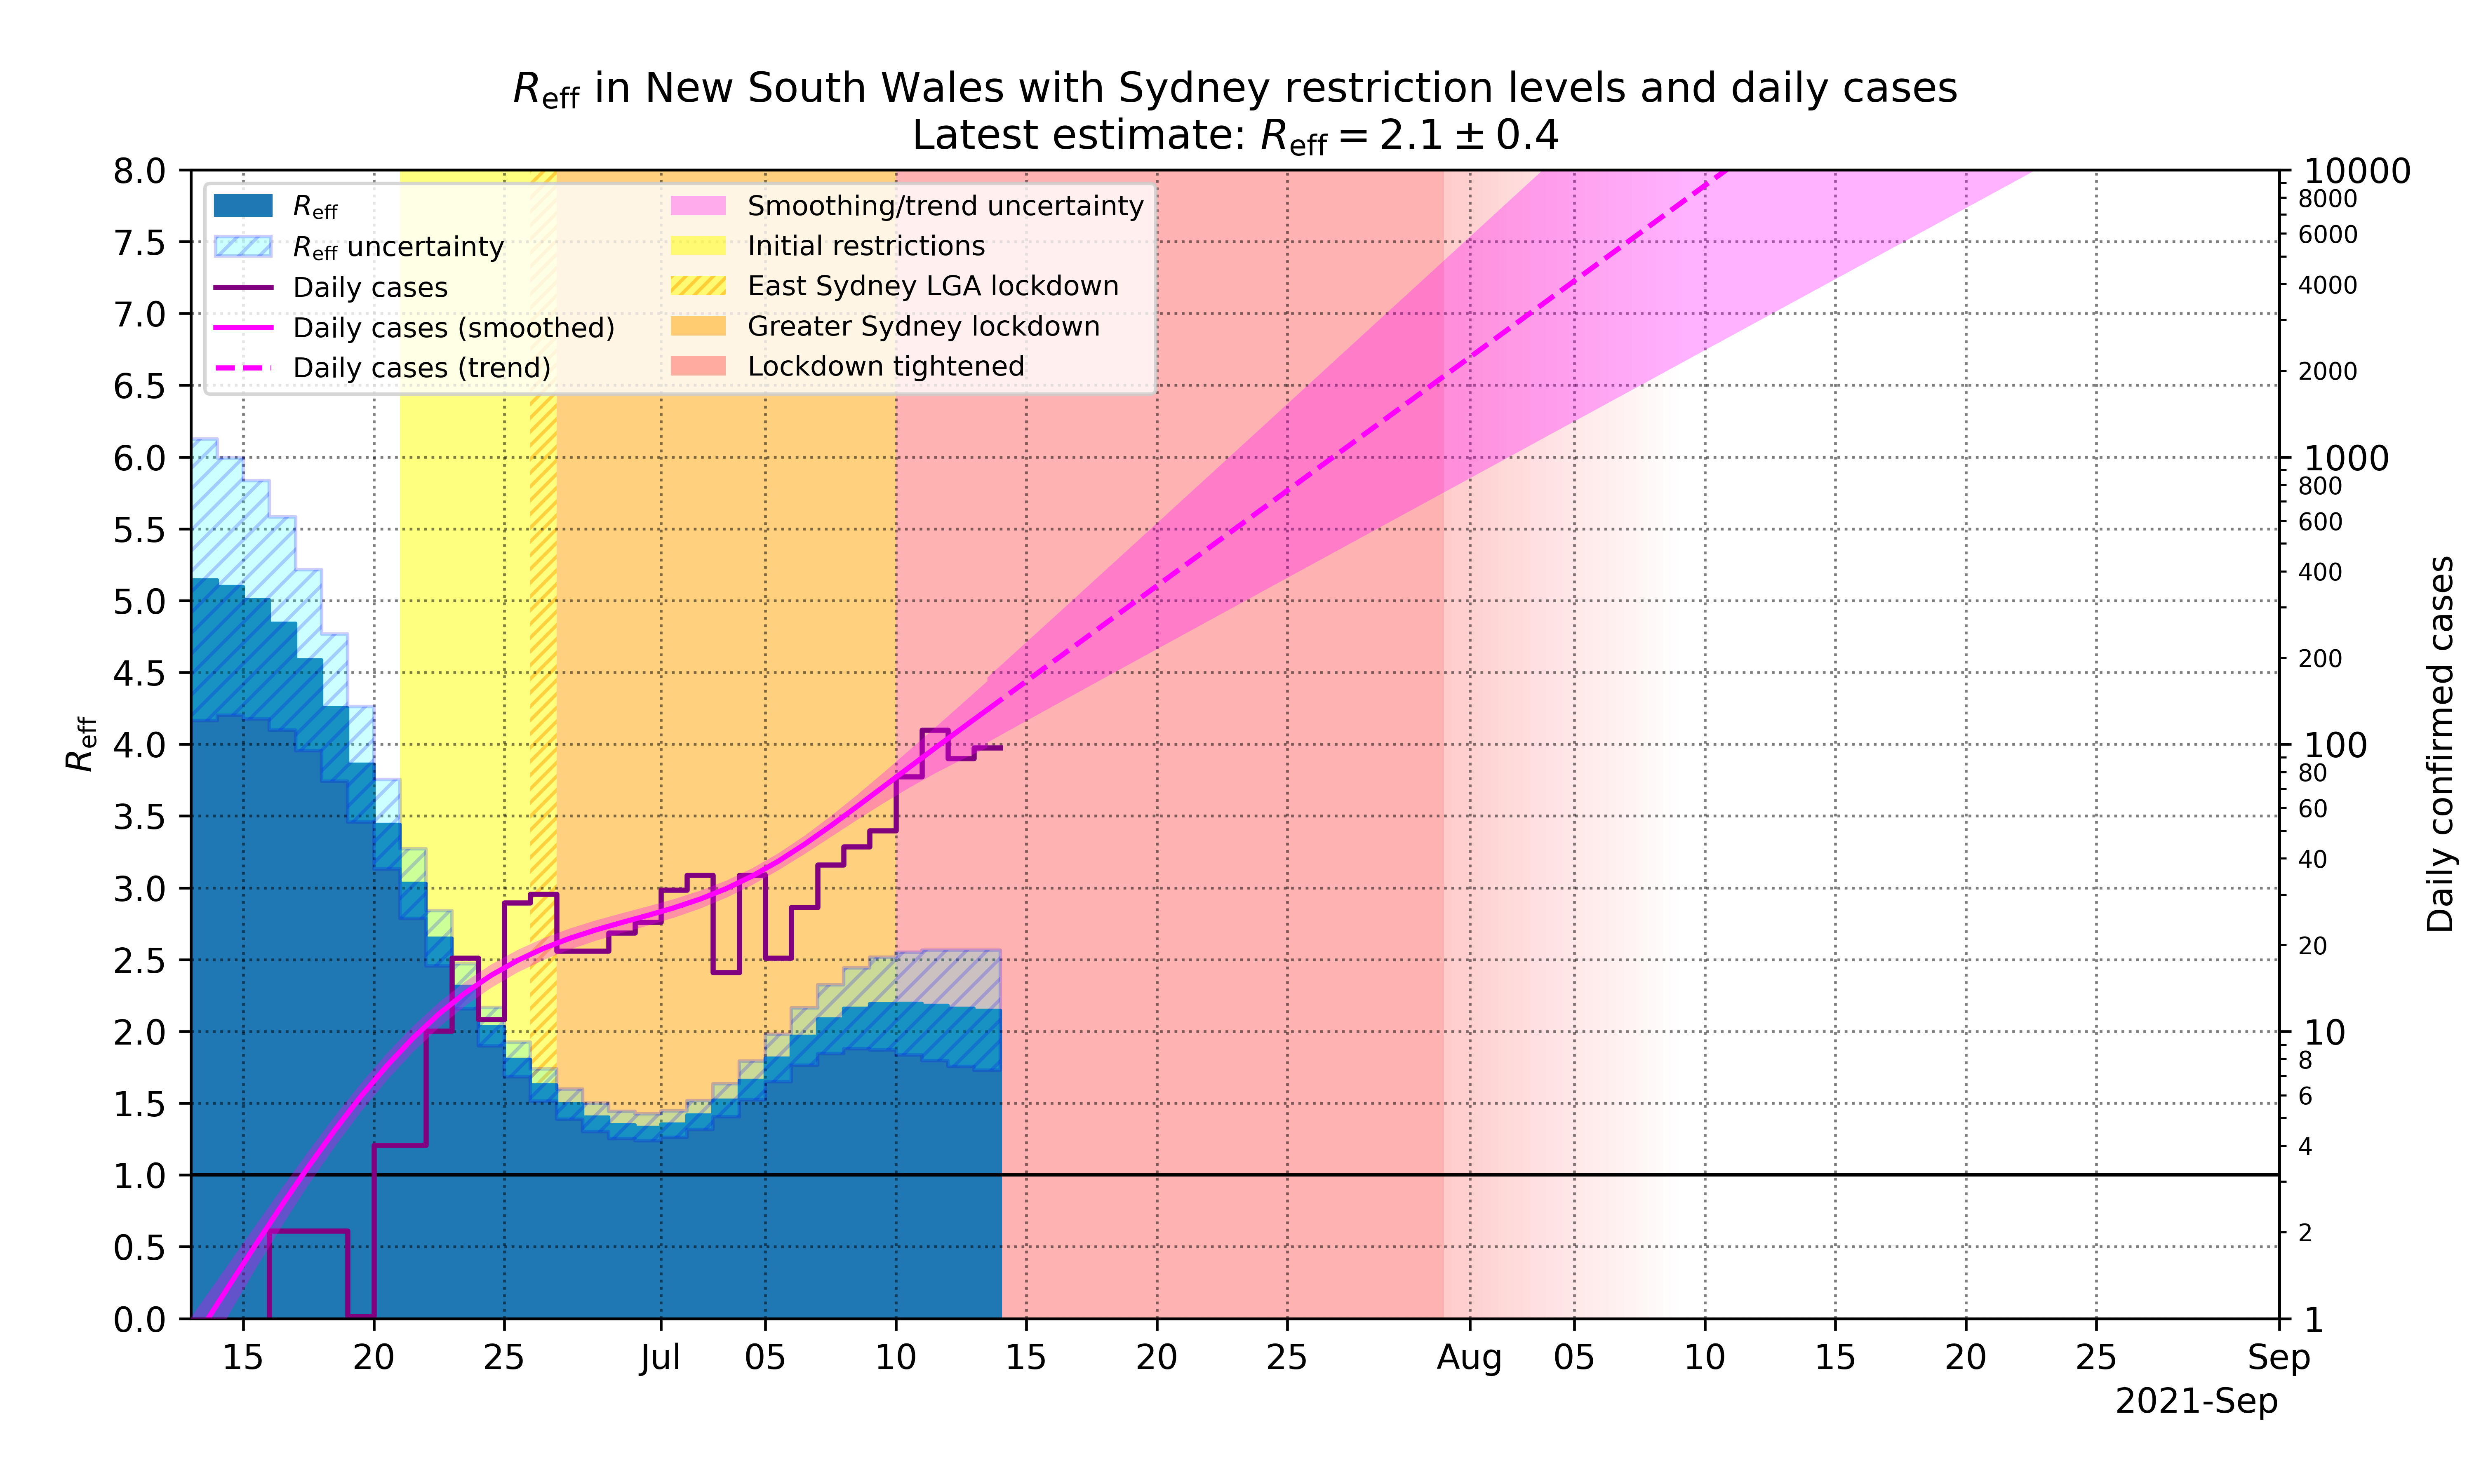 R_eff in New South Wales with Sydney restriction levels and daily cases
Latest estimate: R_eff = 2.1 ± 0.4
8.0
7.5
7.0
6.5
6.0
5.5
5.0
4.5
4.0
3.5
3.0
2.5
2.0
1.5
1.0
0.5
0.0
R_eff
R_eff
R_eff uncertainty
Daily cases
Daily cases (smoothed)
Daily cases (trend)
Smoothing/trend uncertainty
Initial restrictions
East Sydney LGA lockdown
Greater Sydney lockdown
Lockdown tightened
10000
8000
6000
4000
2000
1000
800
600
400
200
100
80
60
40
20
10
8
6
4
2
1
Daily confirmed cases
15 20 25 Jul 05 10 15 20 25 Aug 05 10 15 20 25 Sep
2021-Sep